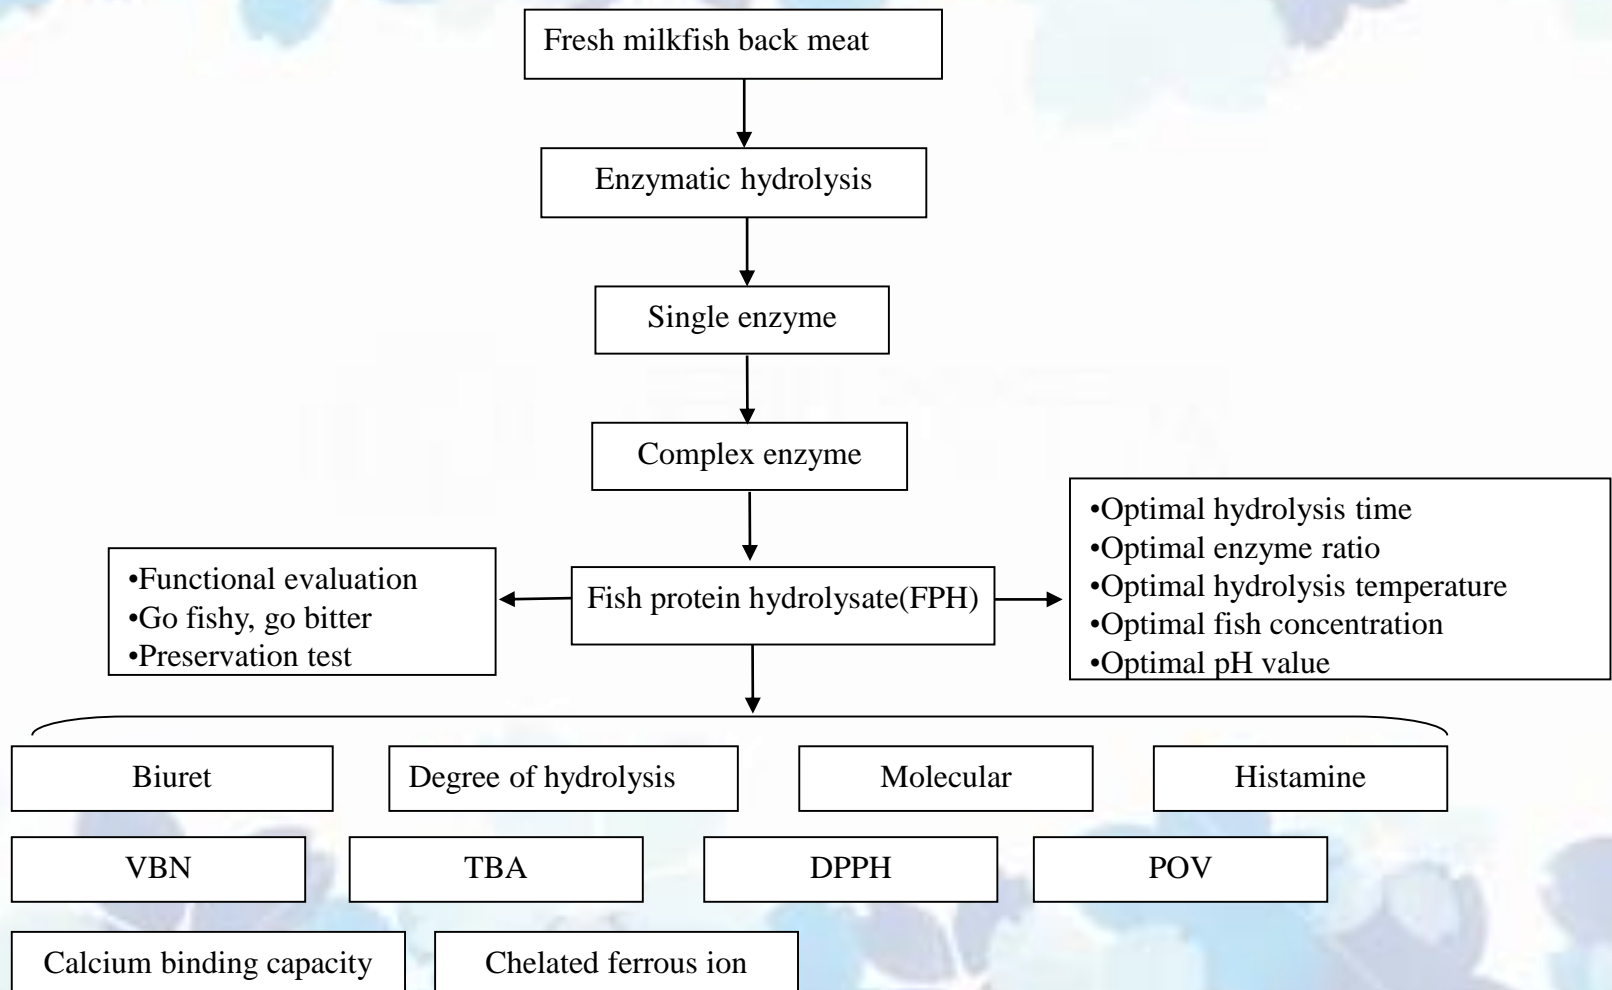 Fresh milkfish back meat
Enzymatic hydrolysis
Single enzyme
Complex enzyme
•Optimal hydrolysis time
•Optimal enzyme ratio
•Optimal hydrolysis temperature
•Optimal fish concentration
•Optimal pH value
•Functional evaluation
•Go fishy, go bitter
•Preservation test
Fish protein hydrolysate(FPH)
Biuret
Degree of hydrolysis
Molecular
Histamine
VBN
TBA
DPPH
POV
Calcium binding capacity
Chelated ferrous ion